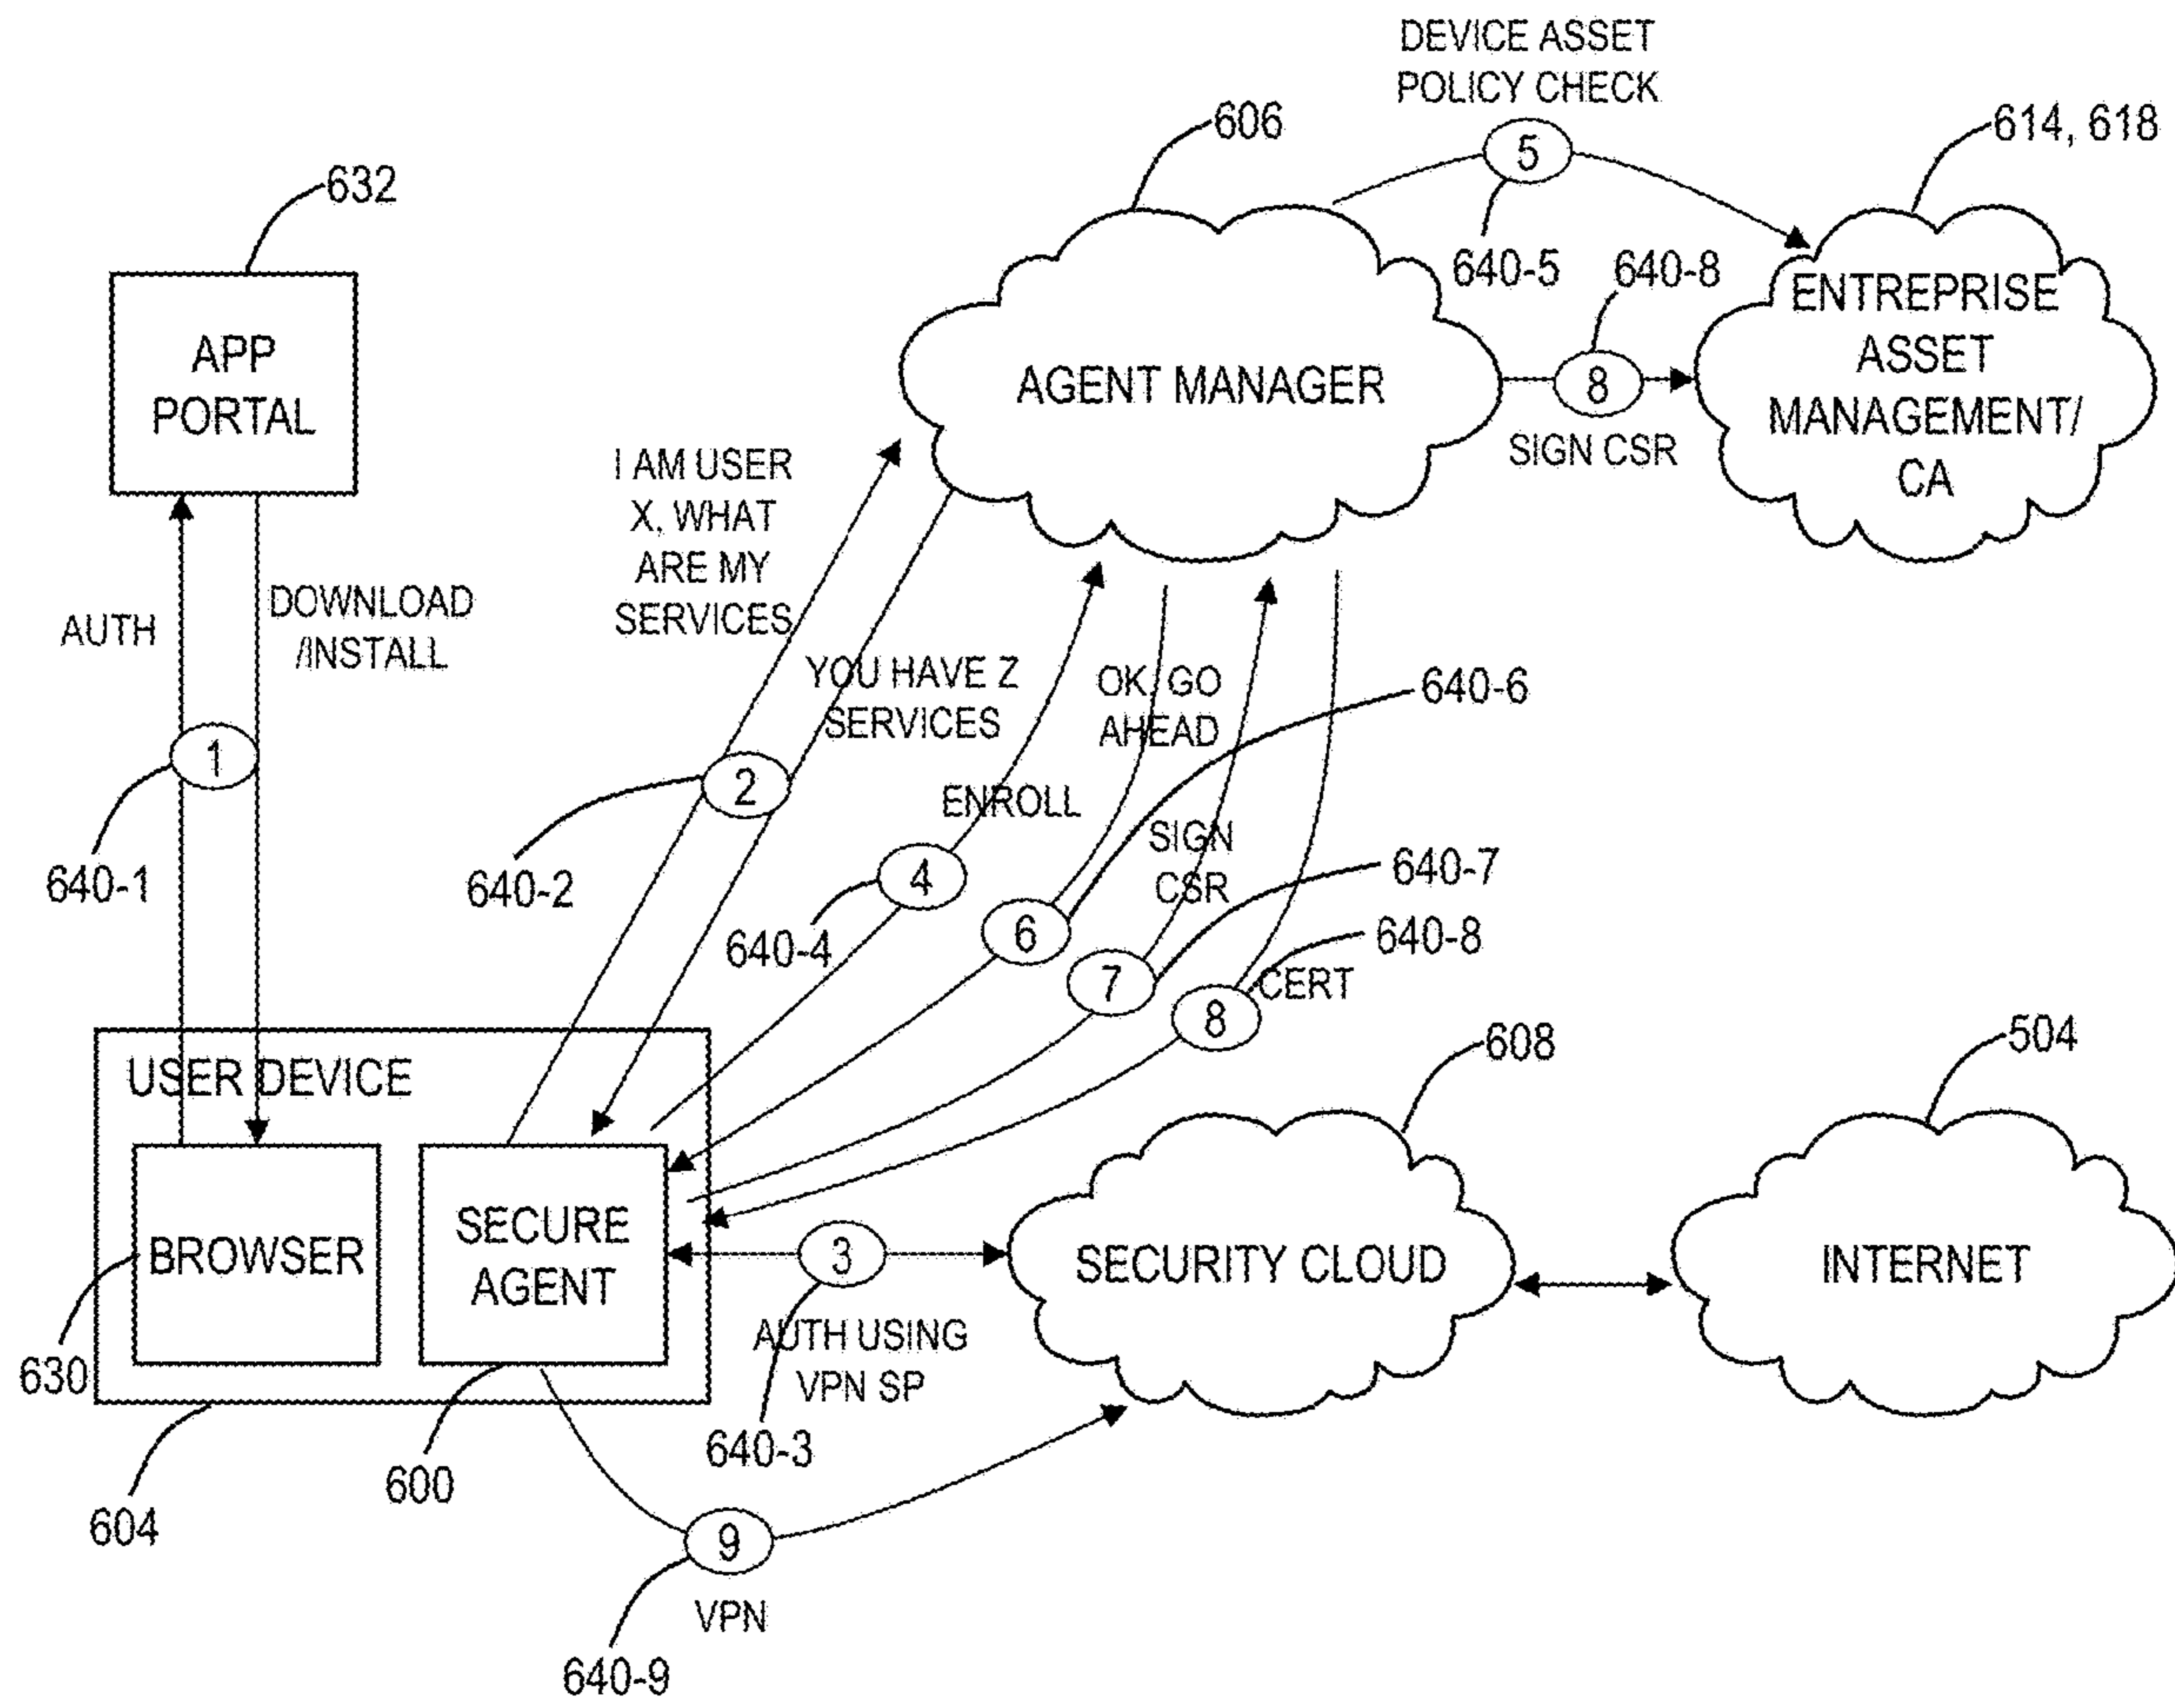 DEVICE ASSET
POLICY CHECK
606
5
614, 618
632
640-5
640-8
APP
PORTAL
AGENT MANAGER
8
SIGN CSR
ENTREPRISE
ASSET
MANAGEMENT/
CA
I AM USER
X, WHAT
ARE MY
SERVICES
AUTH
DOWNLOAD
/INSTALL
YOU HAVE Z
SERVICES
OK, GO
AHEAD
640-6
1
2
ENROLL
SIGN
CSR
640-7
640-1
640-2
4
640-4
6
640-8
7
CERT
8
608
504
USER DEVICE
BROWSER
SECURE
AGENT
3
SECURITY CLOUD
INTERNET
AUTH USING
VPN SP
630
640-3
600
604
9
VPN
640-9